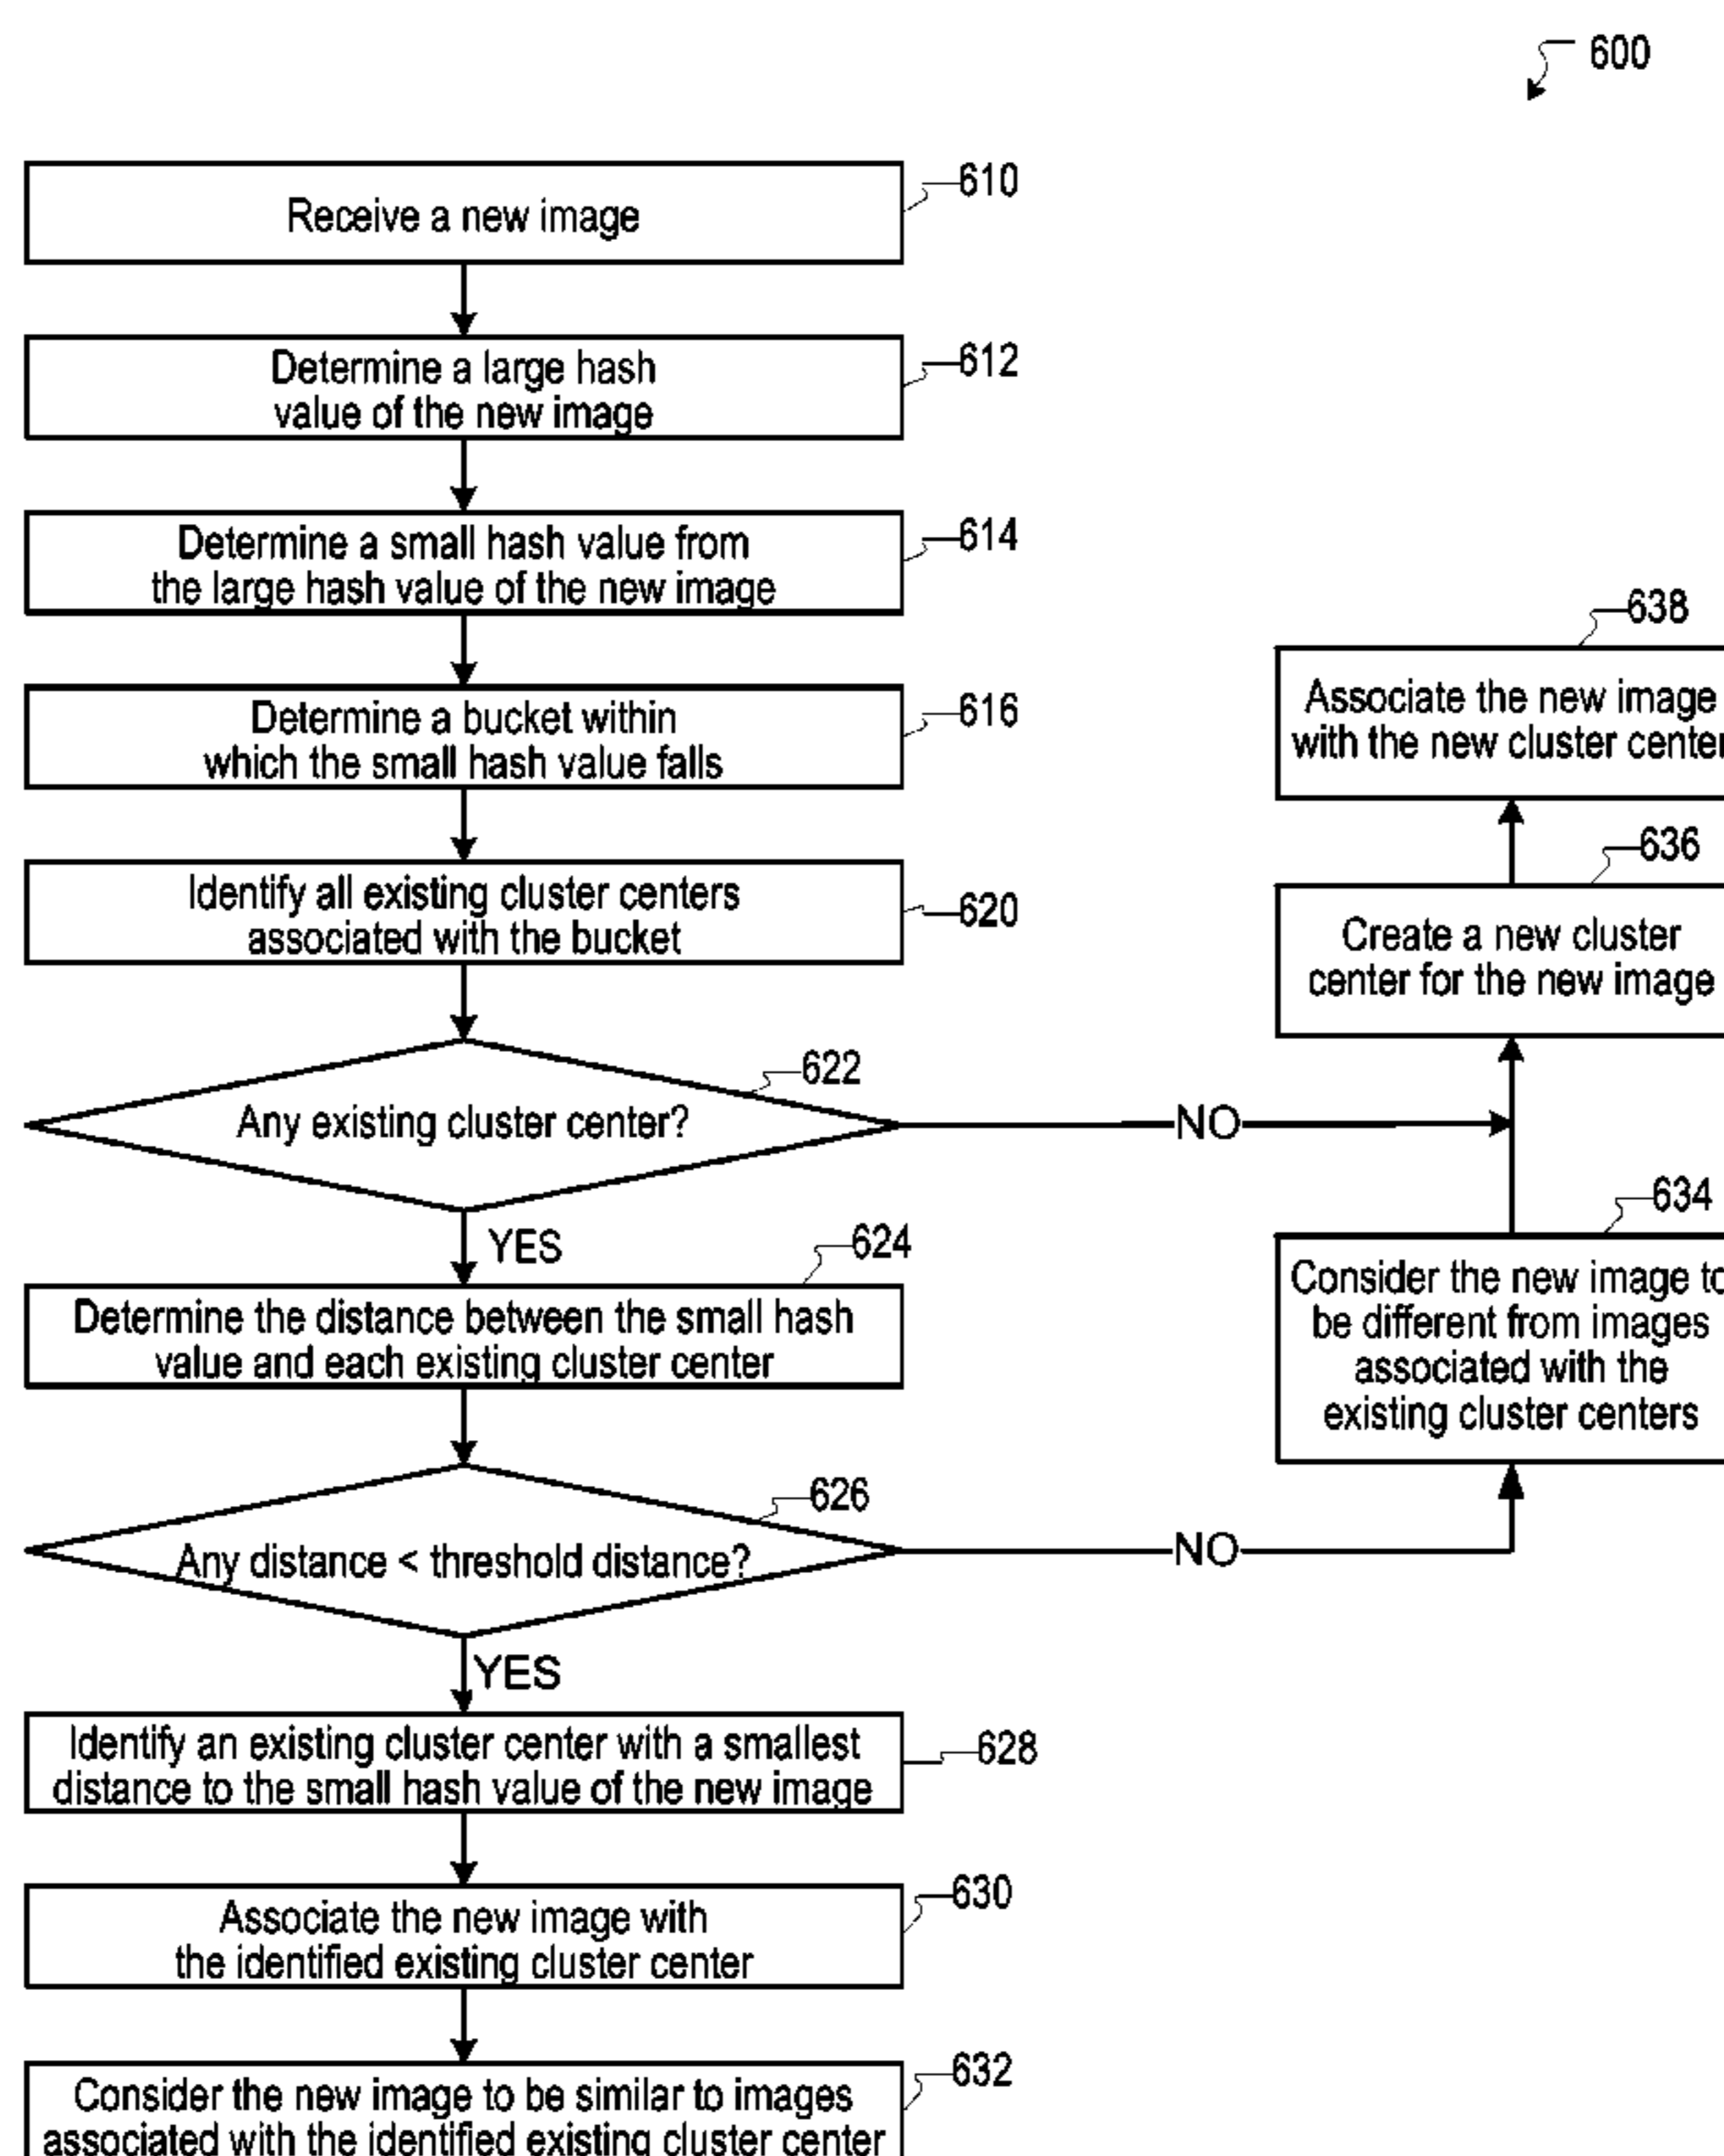 600
610
Receive a new image
612
Determine a large hash
value of the new image
614
Determine a small hash value from
the large hash value of the new image
616
Determine a bucket within
which the small hash value falls
620
Identify all existing cluster centers
associated with the bucket
622
Any existing cluster center?
NO
YES
624
Determine the distance between the small hash
value and each existing cluster center
626
Any distance < threshold distance?
NO
YES
628
Identify an existing cluster center with a smallest
distance to the small hash value of the new image
630
Associate the new image with
the identified existing cluster center
632
Consider the new image to be similar to images
associated with the identified existing cluster center
638
Associate the new image
with the new cluster center
636
Create a new cluster
center for the new image
634
Consider the new image to
be different from images
associated with the
existing cluster centers